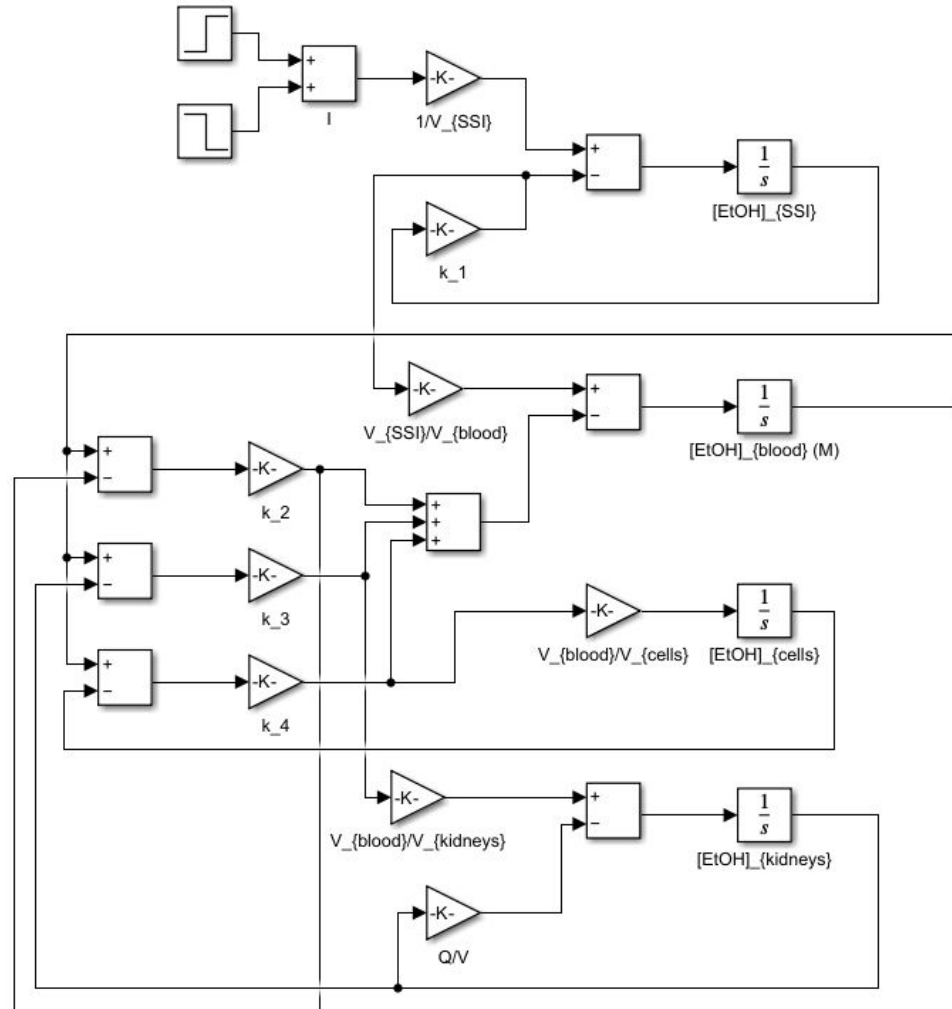 +
+
I
-K-
1/V_{SSI}
+
−
1
s
[EtOH]_{SSI}
-K-
k_1
-K-
V_{SSI}/V_{blood}
+
−
1
s
[EtOH]_{blood} (M)
+
−
-K-
k_2
+
+
+
+
−
-K-
k_3
-K-
V_{blood}/V_{cells}
1
s
[EtOH]_{cells}
+
−
-K-
k_4
-K-
V_{blood}/V_{kidneys}
+
−
1
s
[EtOH]_{kidneys}
-K-
Q/V